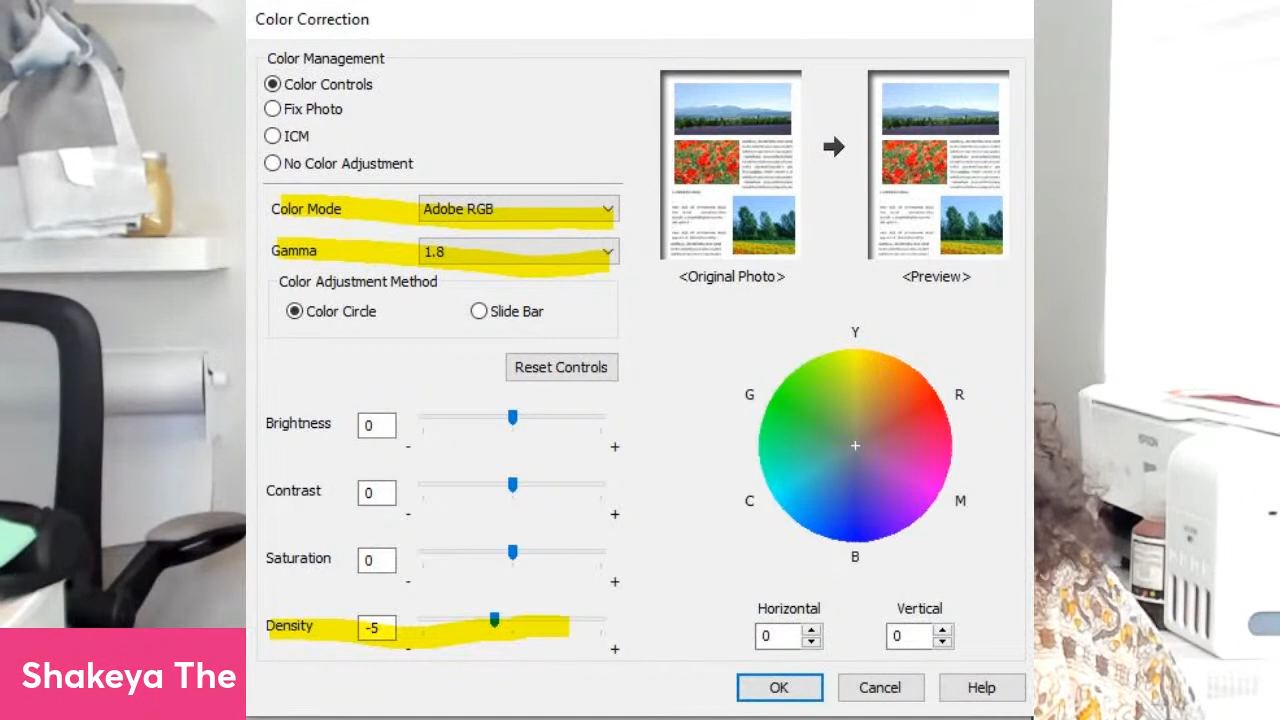 Color Correction
Color Management
Color Controls
Fix Photo
ICM
No Color Adjustment
Color Mode Adobe RGB
Gamma 1.8
Color Adjustment Method
Color Circle Slide Bar
Reset Controls
Brightness 0
- +
Contrast 0
- +
Saturation 0
- +
Density -5
- +
<Original Photo> <Preview>
Y
G R
C M
B
Horizontal Vertical
0 0
OK Cancel Help
Shakeya The
EPSON